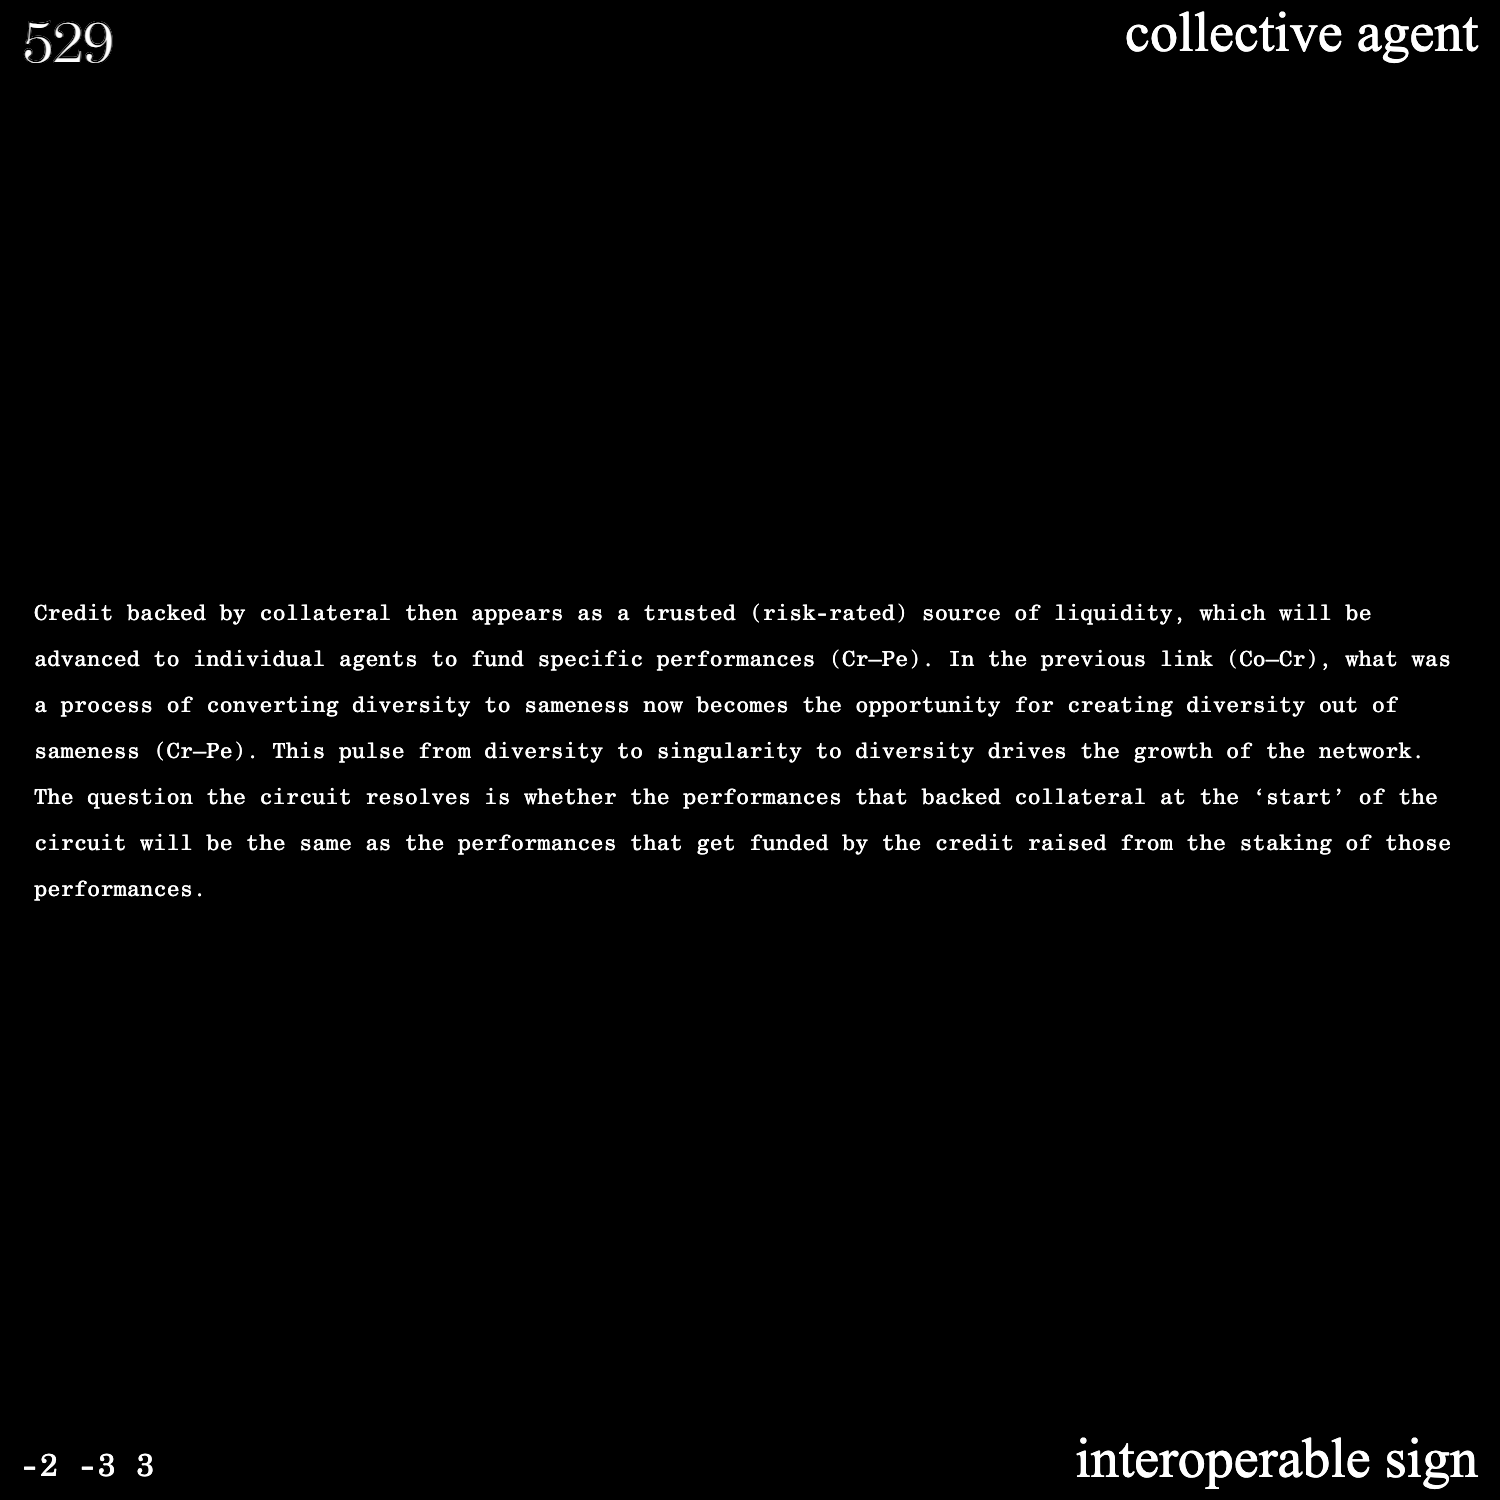 529
collective agent
Credit backed by collateral then appears as a trusted (risk-rated) source of liquidity, which will be
advanced to individual agents to fund specific performances (Cr—Pe). In the previous link (Co—Cr), what was
a process of converting diversity to sameness now becomes the opportunity for creating diversity out of
sameness (Cr—Pe). This pulse from diversity to singularity to diversity drives the growth of the network.
The question the circuit resolves is whether the performances that backed collateral at the ‘start’ of the
circuit will be the same as the performances that get funded by the credit raised from the staking of those
performances.
-2 -3 3
interoperable sign